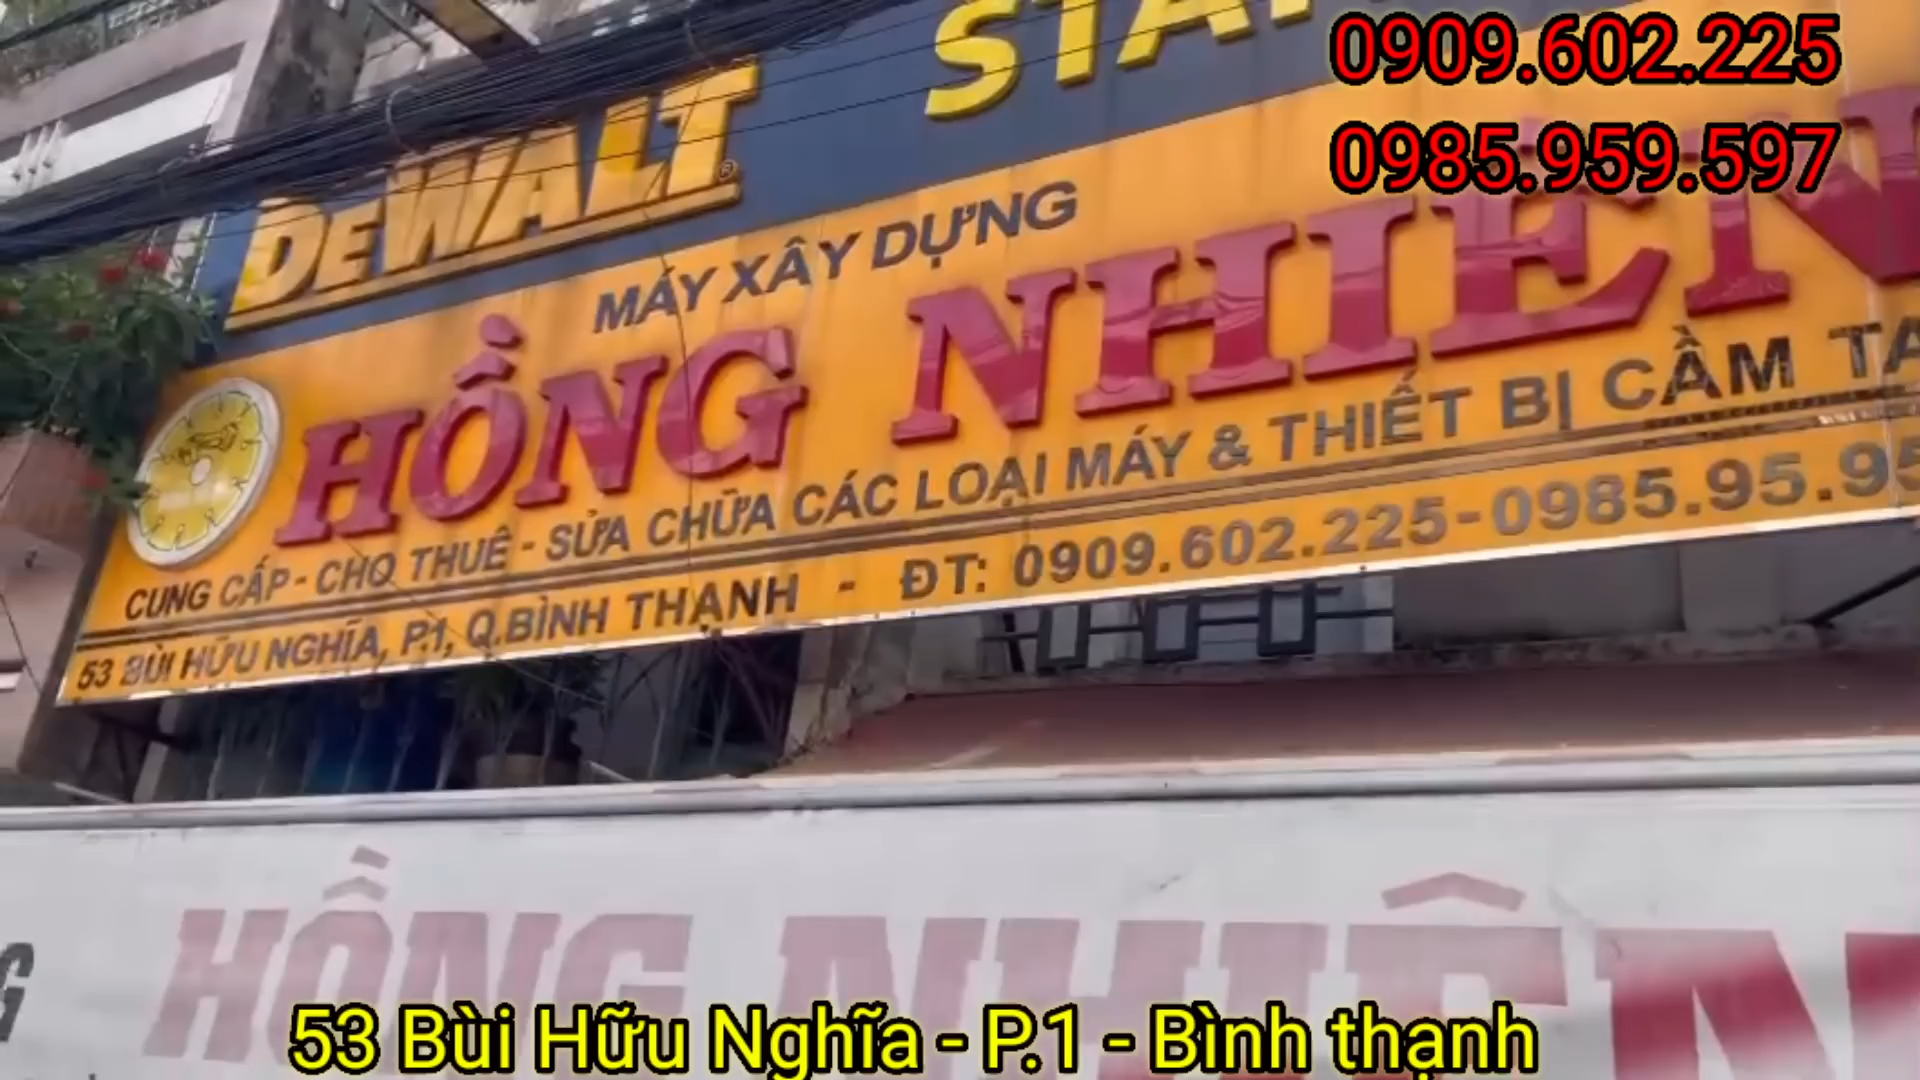 0909.602.225
0985.959.597
DEWALT®
MÁY XÂY DỰNG
HỒNG NHIÊN
CUNG CẤP - CHO THUÊ - SỬA CHỮA CÁC LOẠI MÁY & THIẾT BỊ CẦM
53 BÙI HỮU NGHĨA, P.1, Q.BÌNH THẠNH - ĐT: 0909.602.225-0985.95.95
HỒNG NHIÊN
53 Bùi Hữu Nghĩa - P.1 - Bình thạnh